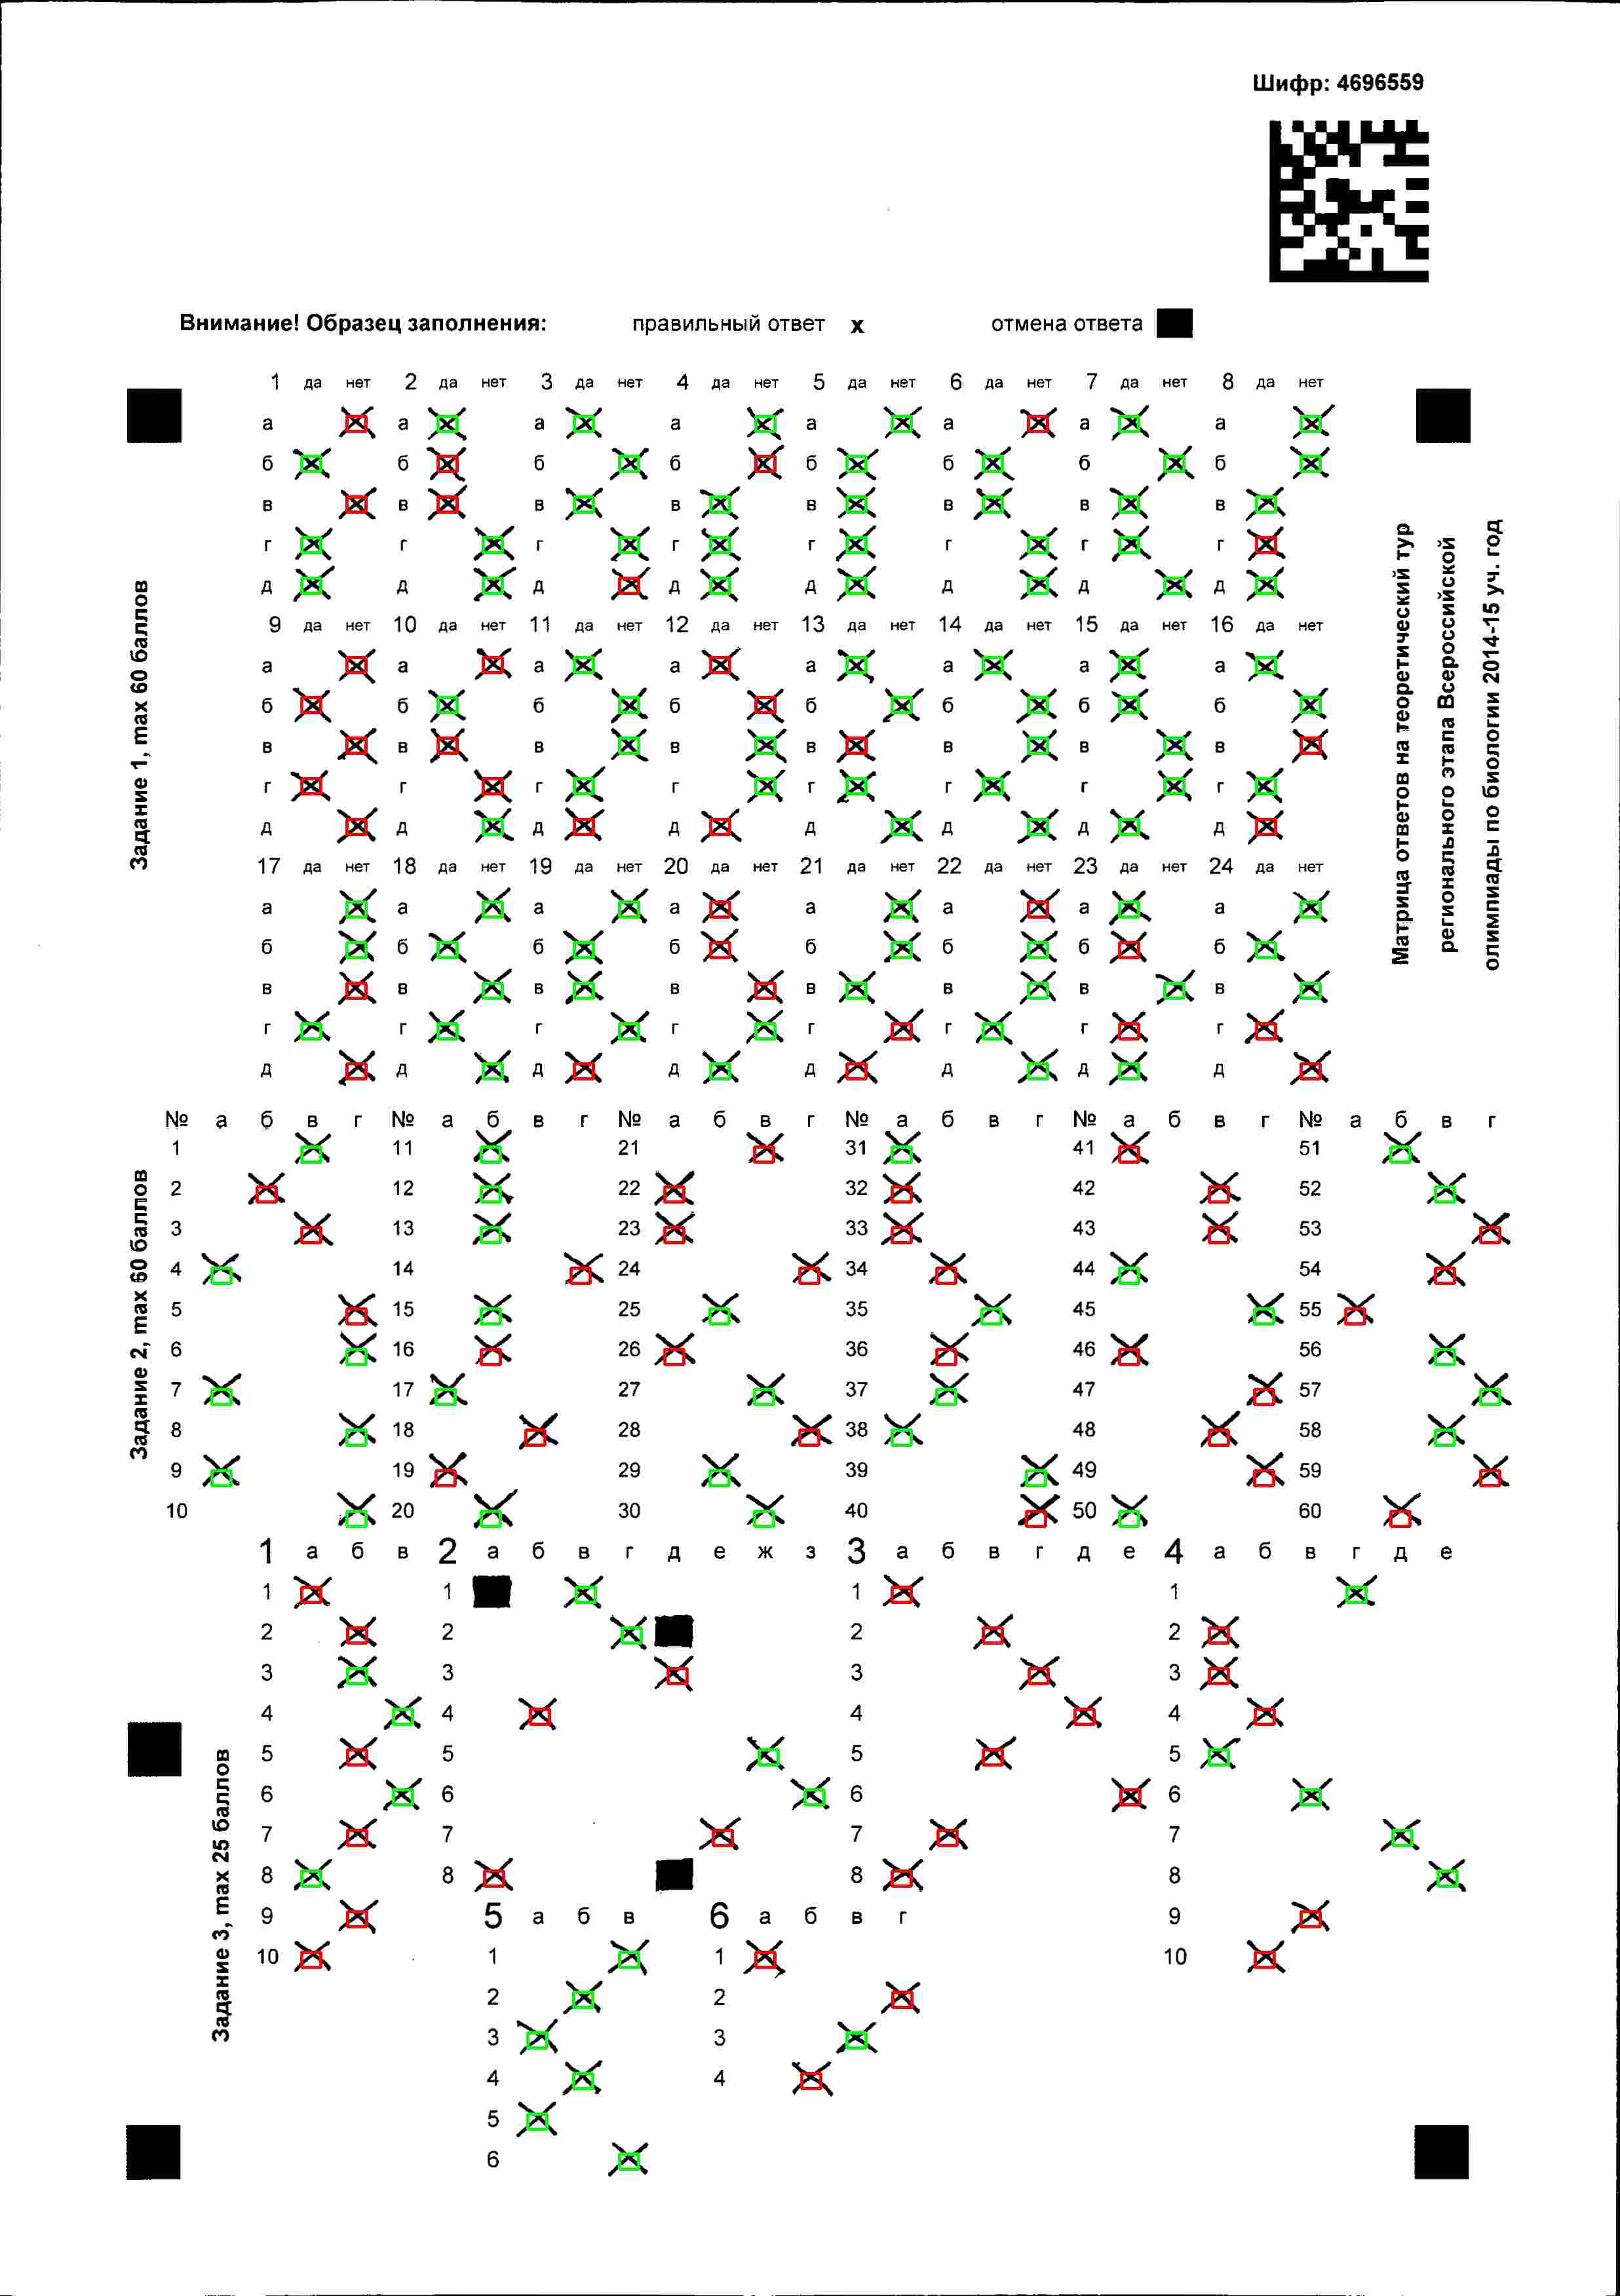 Шифр: 4696559
Внимание! Образец заполнения: правильный ответ х отмена ответа
Задание 1, max 60 баллов
1 да нет 2 да нет 3 да нет 4 да нет 5 да нет 6 да нет 7 да нет 8 да нет
а а а а а а а а
б б б б б б б б
в в в в в в в в
г г г г г г г г
д д д д д д д д
9 да нет 10 да нет 11 да нет 12 да нет 13 да нет 14 да нет 15 да нет 16 да нет
а а а а а а а а
б б б б б б б б
в в в в в в в в
г г г г г г г г
д д д д д д д д
17 да нет 18 да нет 19 да нет 20 да нет 21 да нет 22 да нет 23 да нет 24 да нет
а а а а а а а а
б б б б б б б б
в в в в в в в в
г г г г г г г г
д д д д д д д д
Матрица ответов на теоретический тур
регионального этапа Всероссийской
олимпиады по биологии 2014-15 уч. год
Задание 2, max 60 баллов
№ а б в г № а б в г № а б в г № а б в г № а б в г № а б в г
1 11 21 31 41 51
2 12 22 32 42 52
3 13 23 33 43 53
4 14 24 34 44 54
5 15 25 35 45 55
6 16 26 36 46 56
7 17 27 37 47 57
8 18 28 38 48 58
9 19 29 39 49 59
10 20 30 40 50 60
Задание 3, max 25 баллов
1 а б в 2 а б в г д е ж з 3 а б в г д е 4 а б в г д е
1 1 1 1
2 2 2 2
3 3 3 3
4 4 4 4
5 5 5 5
6 6 6 6
7 7 7 7
8 8 8 8
9 5 а б в 6 а б в г 9
10 1 1 10
2 2
3 3
4 4
5
6